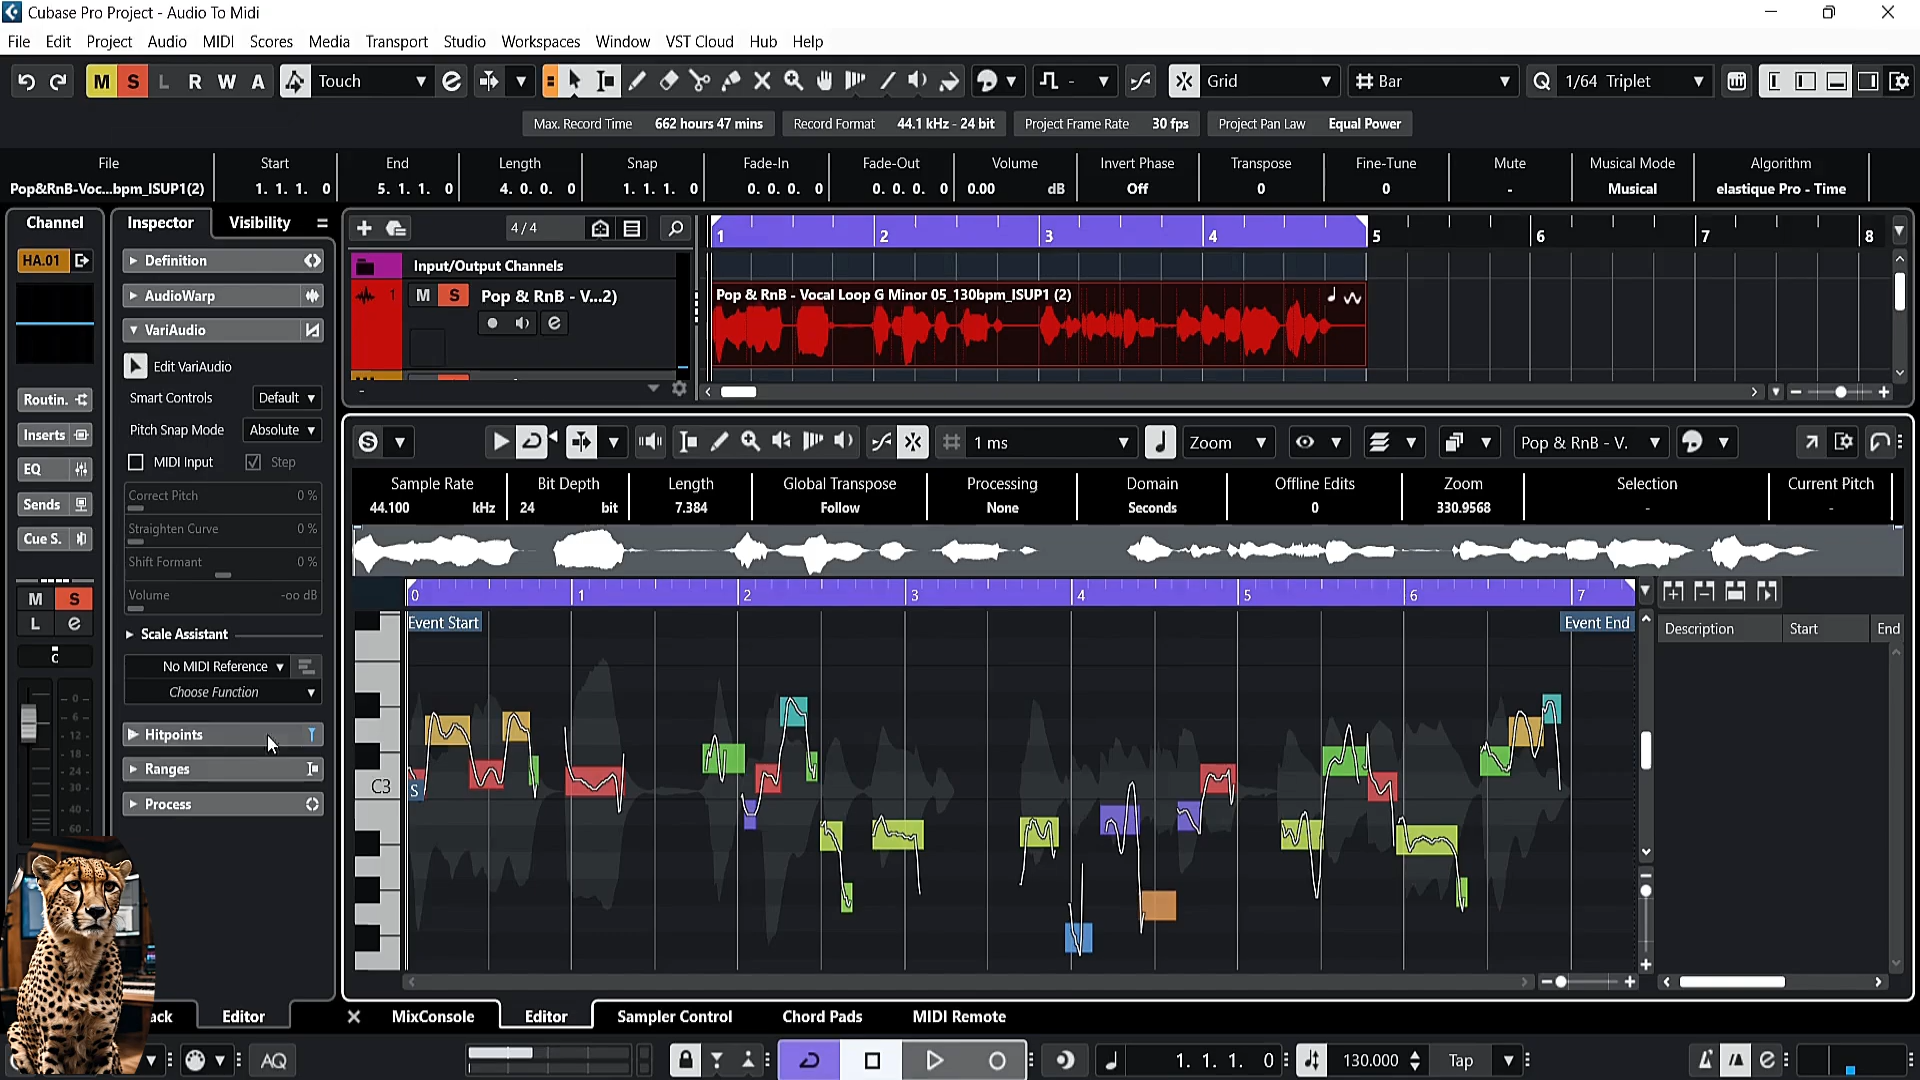 Cubase Pro Project - Audio To Midi
File Edit Project Audio MIDI Scores Media Transport Studio Workspaces Window VST Cloud Hub Help
M S L R W A Touch Grid Bar Q 1/64 Triplet
Max. Record Time 662 hours 47 mins Record Format 44.1 kHz - 24 bit Project Frame Rate 30 fps Project Pan Law Equal Power
File Start End Length Snap Fade-In Fade-Out Volume Invert Phase Transpose Fine-Tune Mute Musical Mode Algorithm
Pop&RnB-Voc...bpm_ISUP1(2) 1. 1. 1. 0 5. 1. 1. 0 4. 0. 0. 0 1. 1. 1. 0 0. 0. 0. 0 0. 0. 0. 0 0.00 dB Off 0 0 - Musical elastique Pro - Time
Channel Inspector Visibility 4/4 1 2 3 4 5 6 7 8
HA.01 Definition Input/Output Channels
AudioWarp 1 M S Pop & RnB - V...2) Pop & RnB - Vocal Loop G Minor 05_130bpm_ISUP1 (2)
VariAudio
Edit VariAudio
Smart Controls Default
Pitch Snap Mode Absolute
MIDI Input Step
Correct Pitch 0 %
Straighten Curve 0 %
Shift Formant 0 %
Volume -oo dB
Scale Assistant
No MIDI Reference
Choose Function
Hitpoints
Ranges
Process
Routin.
Inserts
EQ
Sends
Cue S.
M S
L e
C
- 0 -
- 6 -
- 12 -
- 18 -
- 24 -
- 30 -
- 40 -
- 60 -
S 1 ms Zoom Pop & RnB - V.
Sample Rate Bit Depth Length Global Transpose Processing Domain Offline Edits Zoom Selection Current Pitch
44.100 kHz 24 bit 7.384 Follow None Seconds 0 330.9568 - -
0 1 2 3 4 5 6 7
Event Start Event End Description Start End
C3 S
ack Editor MixConsole Editor Sampler Control Chord Pads MIDI Remote
AQ 1. 1. 1. 0 130.000 Tap